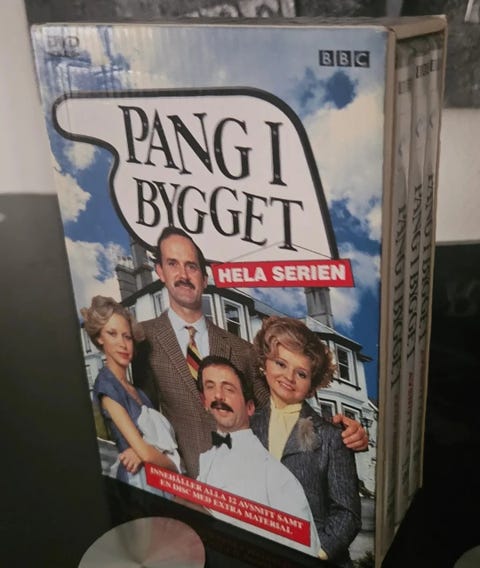 DVD
BBC
PANG I
BYGGET
HELA SERIEN
INNEHÅLLER ALLA 12 AVSNITT SAMT
EN DISC MED EXTRA MATERIAL
PANG I BYGGET
PANG I BYGGET
PANG I BYGGET